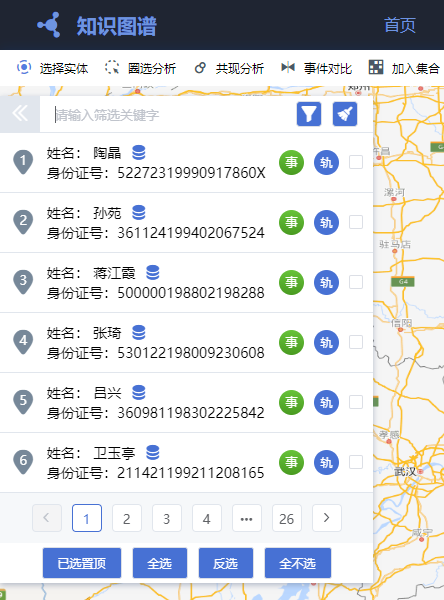 知识图谱
首页
选择实体
圈选分析
共现分析
事件对比
加入集合
请输入筛选关键字
1
姓名： 陶晶
事 轨
身份证号：52272319990917860X
2
姓名： 孙苑
事 轨
身份证号：361124199402067524
3
姓名： 蒋江霞
事 轨
身份证号：500000198802198288
4
姓名： 张琦
事 轨
身份证号：530122198009230608
5
姓名： 吕兴
事 轨
身份证号：360981198302225842
6
姓名： 卫玉亭
事 轨
身份证号：211421199211208165
1 2 3 4 ••• 26
已选置顶 全选 反选 全不选
许昌
漯河
驻马店
G4
信阳
孝感
武汉
咸宁